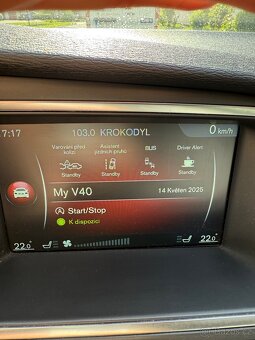 7:17
103.0 KROKODYL
0 km/h
Varování před kolizí
Asistent jízdních pruhů
BLIS
Driver Alert
Standby
Standby
Standby
Standby
My V40
14 Květen 2025
Start/Stop
K dispozici
22.0
22.0